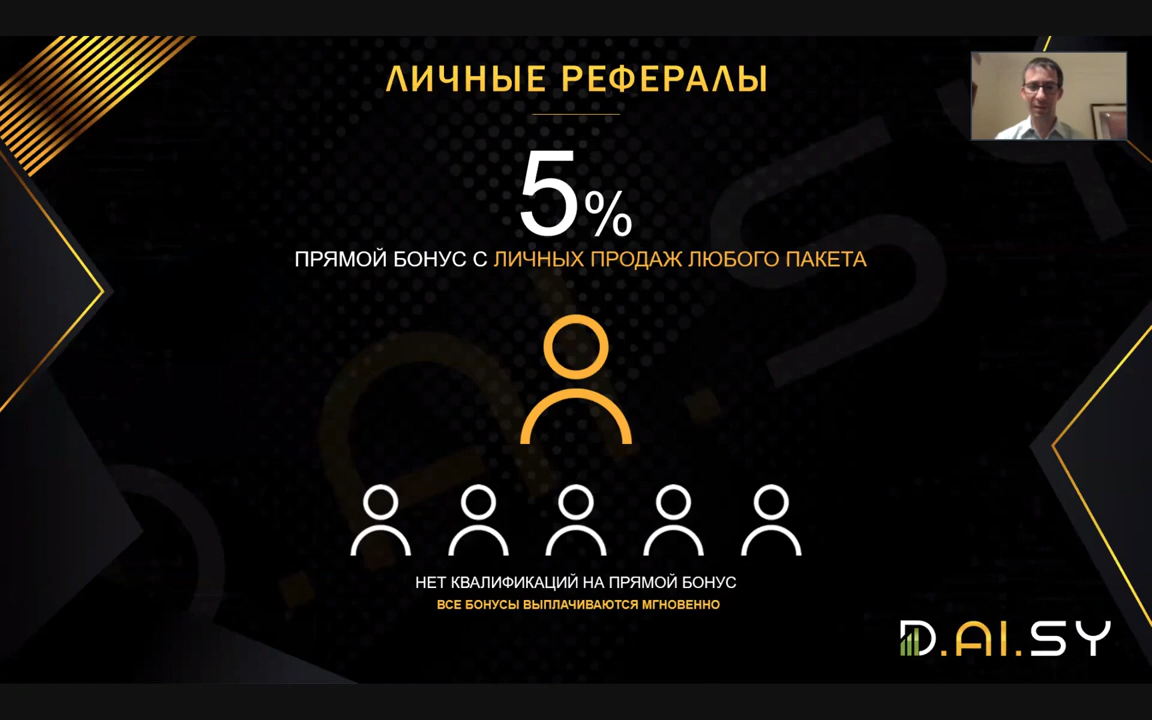 ЛИЧНЫЕ РЕФЕРАЛЫ
5%
ПРЯМОЙ БОНУС С ЛИЧНЫХ ПРОДАЖ ЛЮБОГО ПАКЕТА
НЕТ КВАЛИФИКАЦИЙ НА ПРЯМОЙ БОНУС
ВСЕ БОНУСЫ ВЫПЛАЧИВАЮТСЯ МГНОВЕННО
D.AI.SY